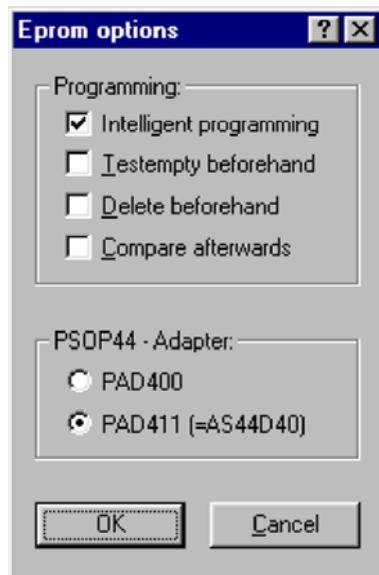 Eprom options
Programming:
Intelligent programming
Testempty beforehand
Delete beforehand
Compare afterwards
PSOP44 - Adapter:
PAD400
PAD411 (=AS44D40)
OK
Cancel